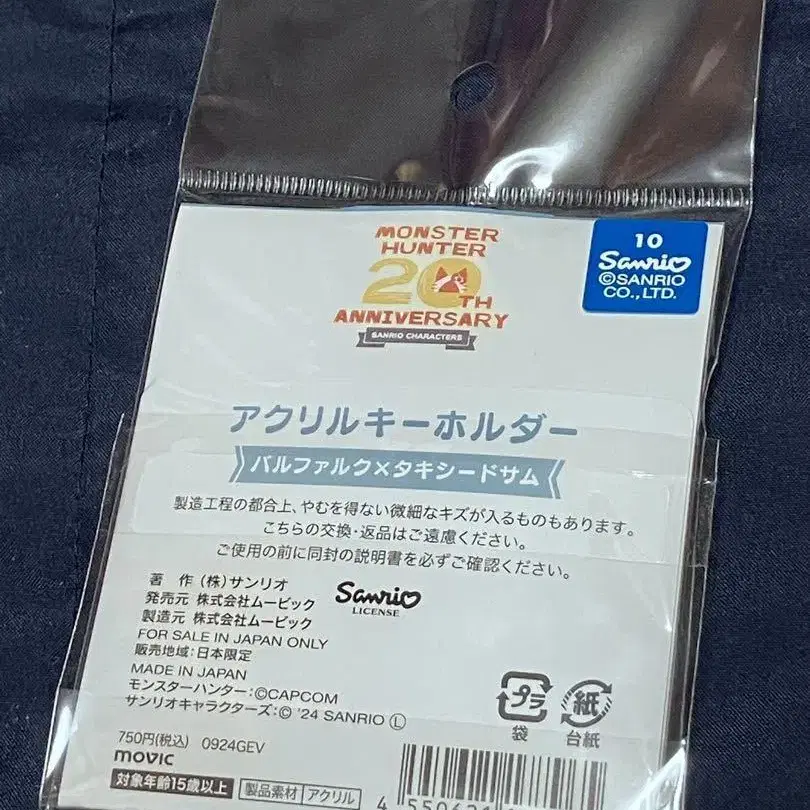 MONSTER
HUNTER
20TH
ANNIVERSARY
SANRIO CHARACTERS
10
Sanrio
©SANRIO
CO., LTD.
アクリルキーホルダー
バルファルク×タキシードサム
製造工程の都合上、やむを得ない微細なキズが入るものもあります。
こちらの交換・返品はご遠慮ください。
ご使用の前に同封の説明書を必ずご確認ください。
著 作 (株)サンリオ
発売元 株式会社ムービック
製造元 株式会社ムービック
Sanrio
LICENSE
FOR SALE IN JAPAN ONLY
販売地域:日本限定
MADE IN JAPAN
モンスターハンター:©CAPCOM
サンリオキャラクターズ:© '24 SANRIO Ⓛ
プラ
袋
紙
台紙
750円(税込) 0924GEV
movic
対象年齢15歳以上 製品素材 アクリル